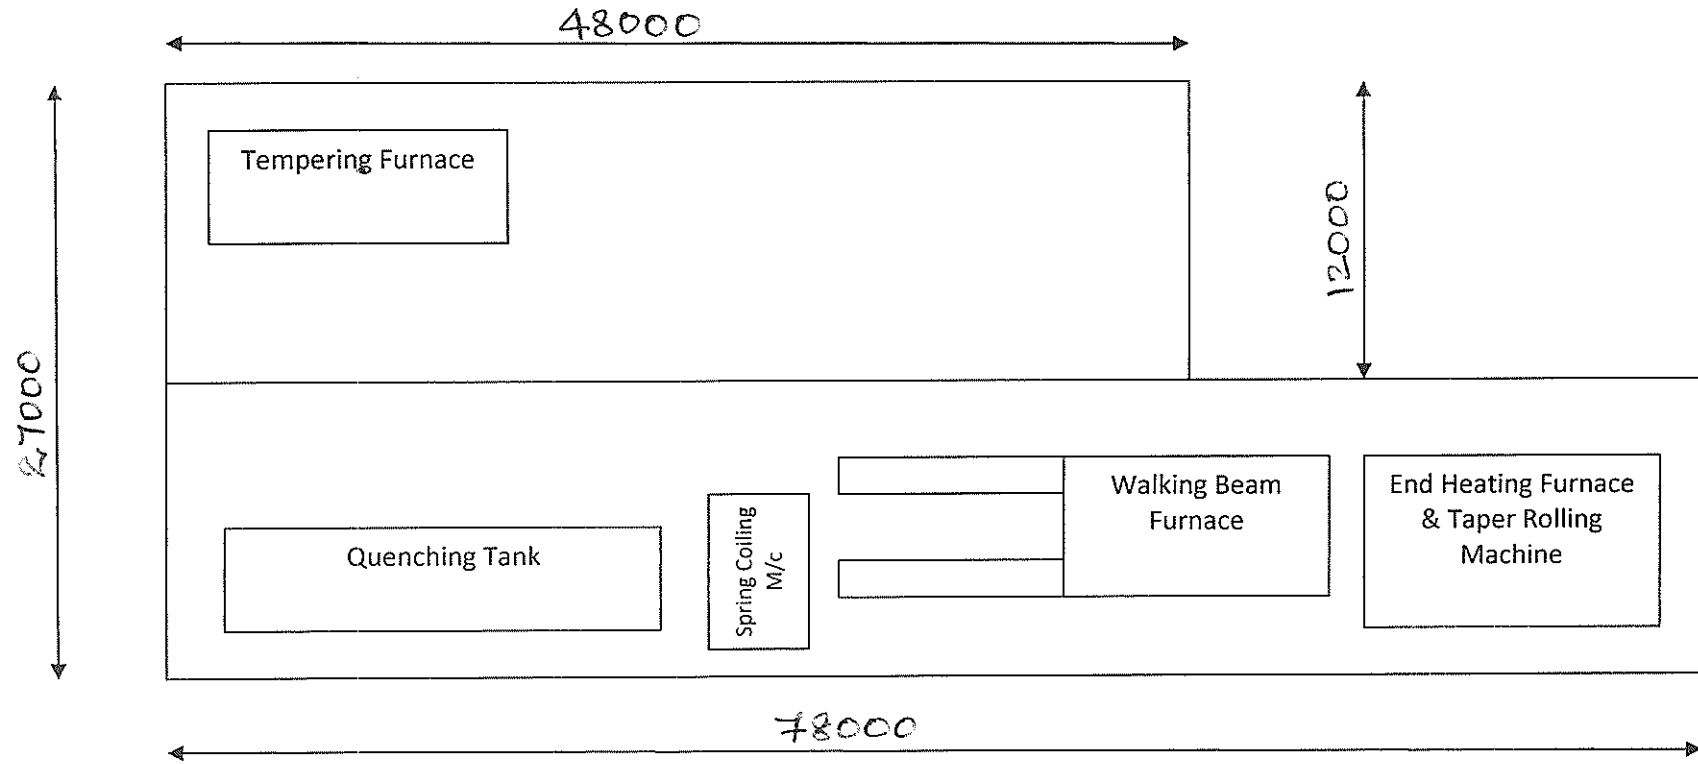 48000
Tempering Furnace
12000
27000
Walking Beam
Furnace
End Heating Furnace
& Taper Rolling
Machine
Quenching Tank
Spring Coiling
M/c
78000